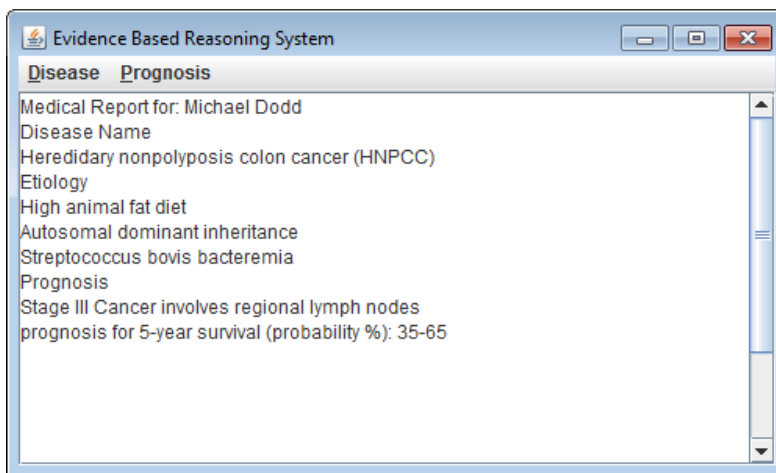 Evidence Based Reasoning System
Disease Prognosis
Medical Report for: Michael Dodd
Disease Name
Heredidary nonpolyposis colon cancer (HNPCC)
Etiology
High animal fat diet
Autosomal dominant inheritance
Streptococcus bovis bacteremia
Prognosis
Stage III Cancer involves regional lymph nodes
prognosis for 5-year survival (probability %): 35-65